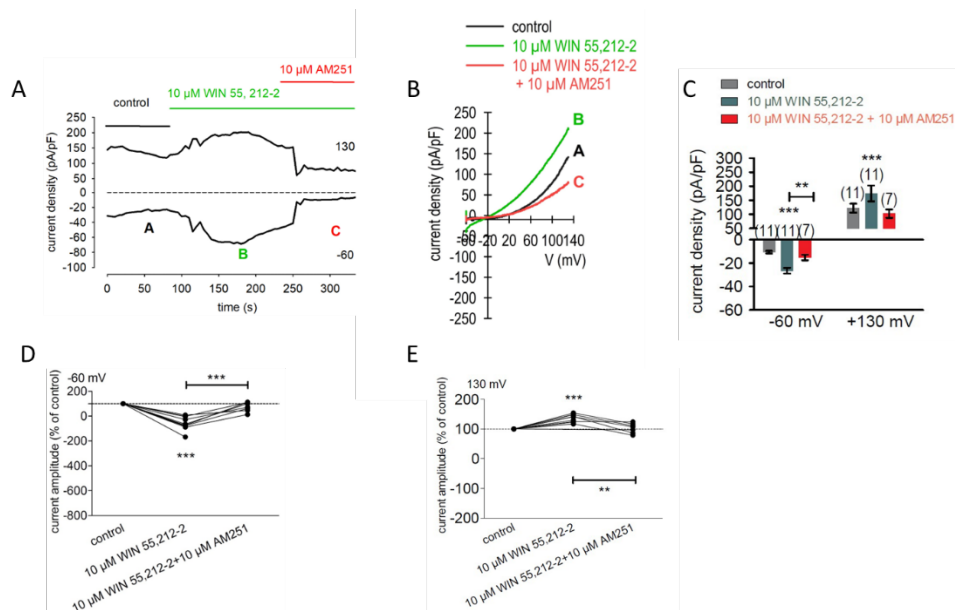 A
10 µM AM251
control
10 µM WIN 55, 212-2
current density (pA/pF)
250
200
150
100
50
0
-20
-40
-60
-80
-100
130
-60
A
B
C
0
50
100
150
200
250
300
time (s)
B
control
10 µM WIN 55,212-2
10 µM WIN 55,212-2
+ 10 µM AM251
current density (pA/pF)
250
200
150
100
50
0
-50
-100
-150
-200
-250
B
A
C
-20
20
60
100
140
V (mV)
C
control
10 µM WIN 55,212-2
10 µM WIN 55,212-2 + 10 µM AM251
current density (pA/pF)
300
250
200
150
100
50
0
-20
-40
-60
***
(11)
(11)
(7)
**
***
(11)
(11)
(7)
-60 mV
+130 mV
D
-60 mV
current amplitude (% of control)
200
0
-200
-400
-600
-800
***
***
control
10 µM WIN 55,212-2
10 µM WIN 55,212-2+10 µM AM251
E
130 mV
current amplitude (% of control)
200
100
0
100
-200
***
**
control
10 µM WIN 55,212-2
10 µM WIN 55,212-2+10 µM AM251